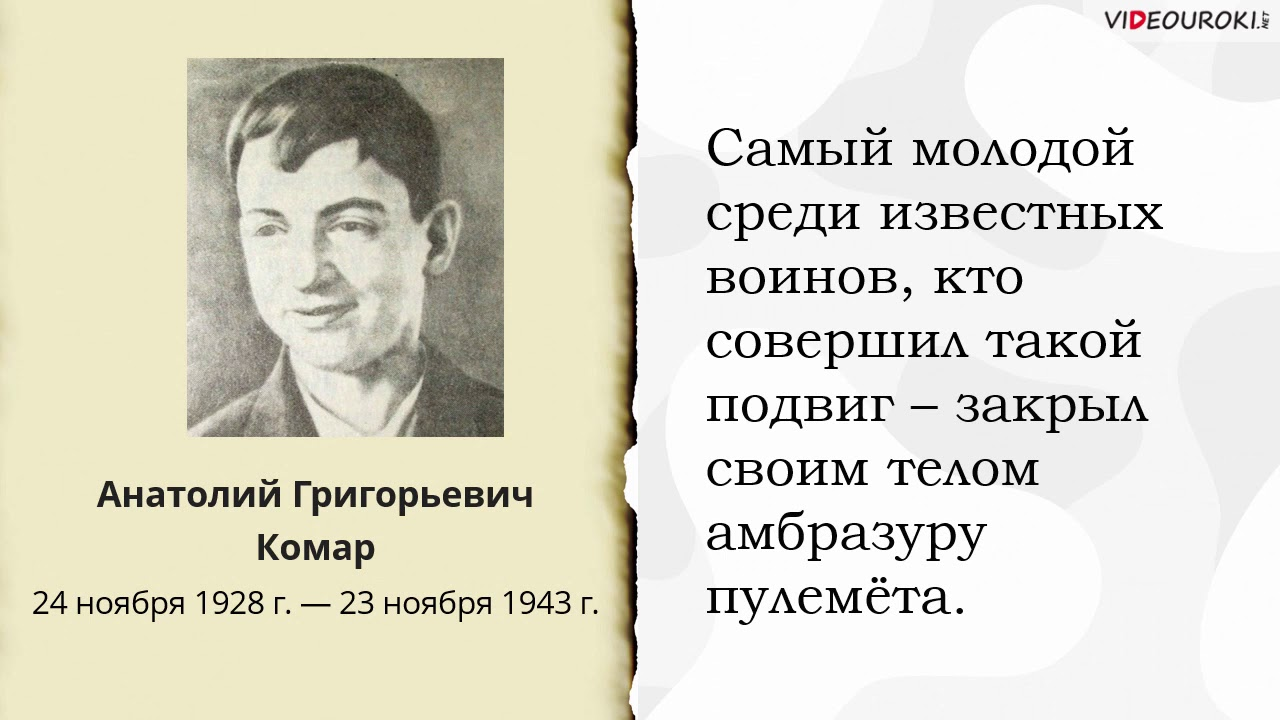 VIDEOUROKI.NET
Анатолий Григорьевич
Комар
24 ноября 1928 г. — 23 ноября 1943 г.
Самый молодой
среди известных
воинов, кто
совершил такой
подвиг – закрыл
своим телом
амбразуру
пулемёта.